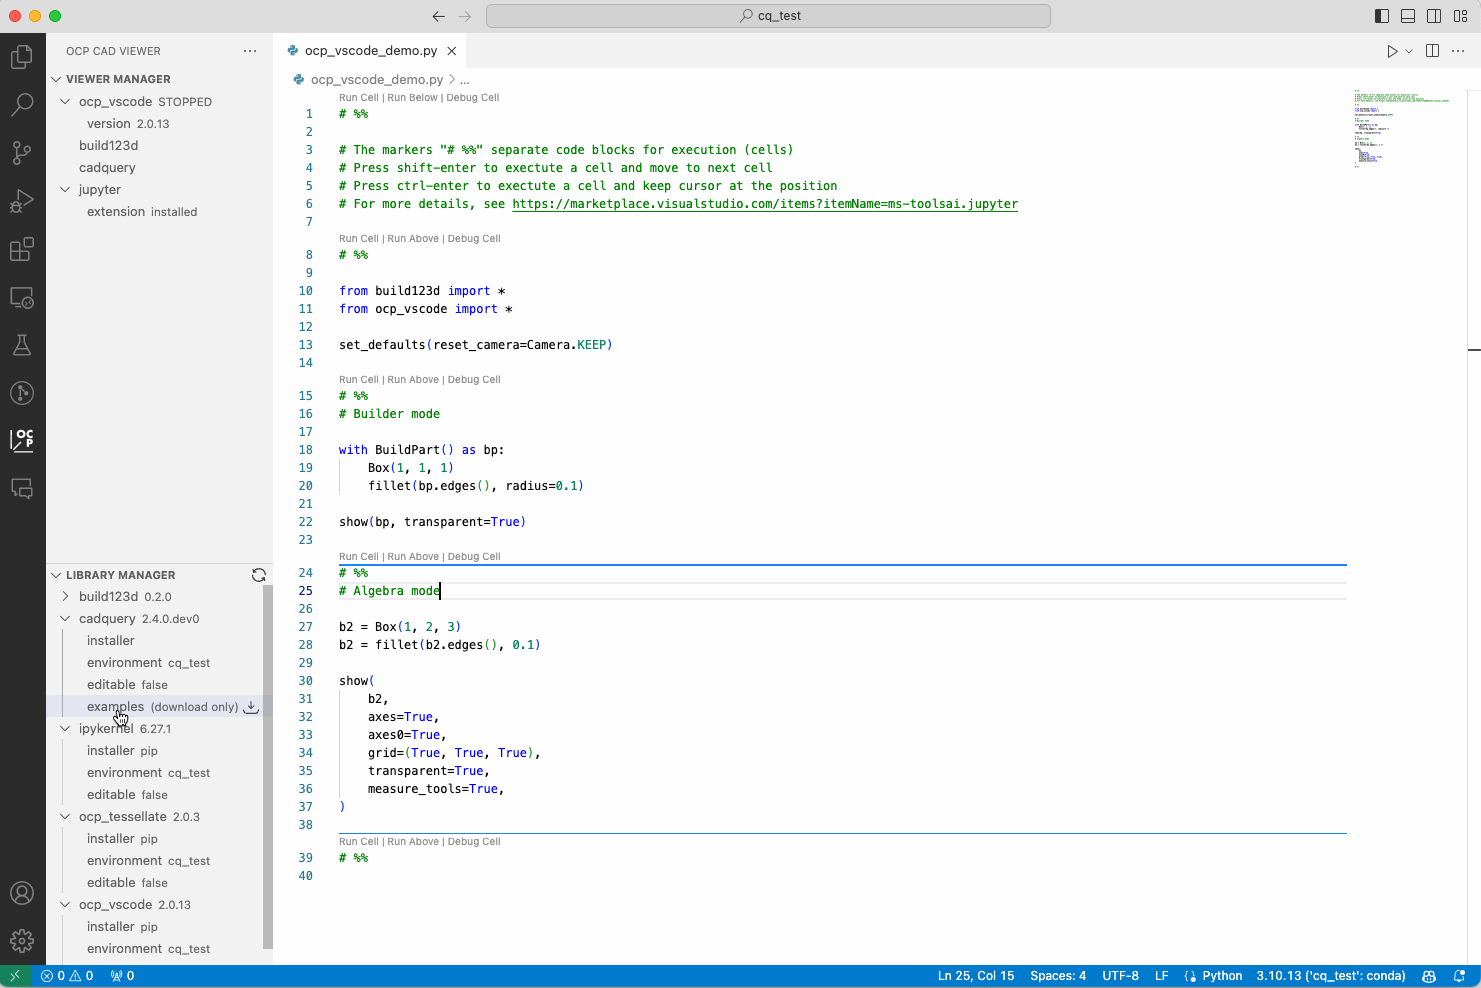 cq_test
OCP CAD VIEWER
VIEWER MANAGER
ocp_vscode STOPPED
version 2.0.13
build123d
cadquery
jupyter
extension installed
LIBRARY MANAGER
build123d 0.2.0
cadquery 2.4.0.dev0
installer
environment cq_test
editable false
examples (download only)
ipykernel 6.27.1
installer pip
environment cq_test
editable false
ocp_tessellate 2.0.3
installer pip
environment cq_test
editable false
ocp_vscode 2.0.13
installer pip
environment cq_test
OCP
ocp_vscode_demo.py
ocp_vscode_demo.py > ...
Run Cell | Run Below | Debug Cell
1 # %%
2
3 # The markers "# %%" separate code blocks for execution (cells)
4 # Press shift-enter to exectute a cell and move to next cell
5 # Press ctrl-enter to exectute a cell and keep cursor at the position
6 # For more details, see https://marketplace.visualstudio.com/items?itemName=ms-toolsai.jupyter
7
Run Cell | Run Above | Debug Cell
8 # %%
9
10 from build123d import *
11 from ocp_vscode import *
12
13 set_defaults(reset_camera=Camera.KEEP)
14
Run Cell | Run Above | Debug Cell
15 # %%
16 # Builder mode
17
18 with BuildPart() as bp:
19 Box(1, 1, 1)
20 fillet(bp.edges(), radius=0.1)
21
22 show(bp, transparent=True)
23
Run Cell | Run Above | Debug Cell
24 # %%
25 # Algebra mode
26
27 b2 = Box(1, 2, 3)
28 b2 = fillet(b2.edges(), 0.1)
29
30 show(
31 b2,
32 axes=True,
33 axes0=True,
34 grid=(True, True, True),
35 transparent=True,
36 measure_tools=True,
37 )
38
Run Cell | Run Above | Debug Cell
39 # %%
40
0 0 0 Ln 25, Col 15 Spaces: 4 UTF-8 LF Python 3.10.13 ('cq_test': conda)